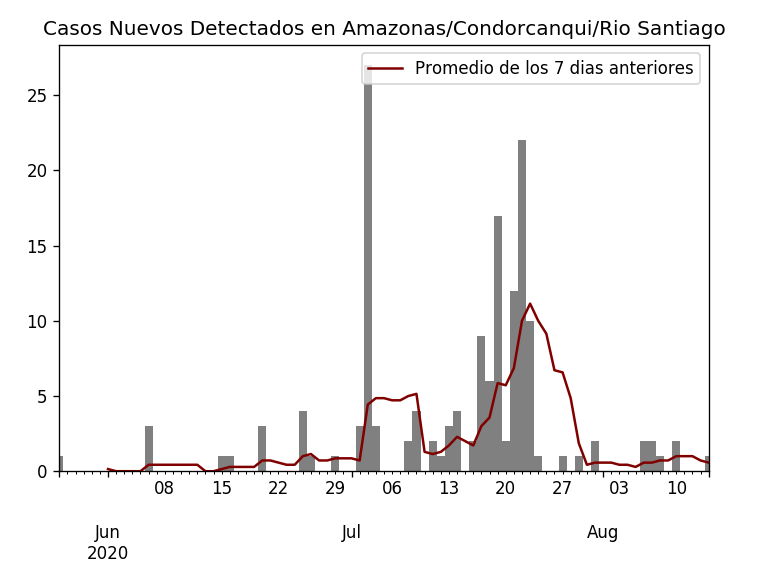 Casos Nuevos Detectados en Amazonas/Condorcanqui/Rio Santiago
Promedio de los 7 dias anteriores
25
20
15
10
5
0
08 15 22 29 06 13 20 27 03 10
Jun Jul Aug
2020